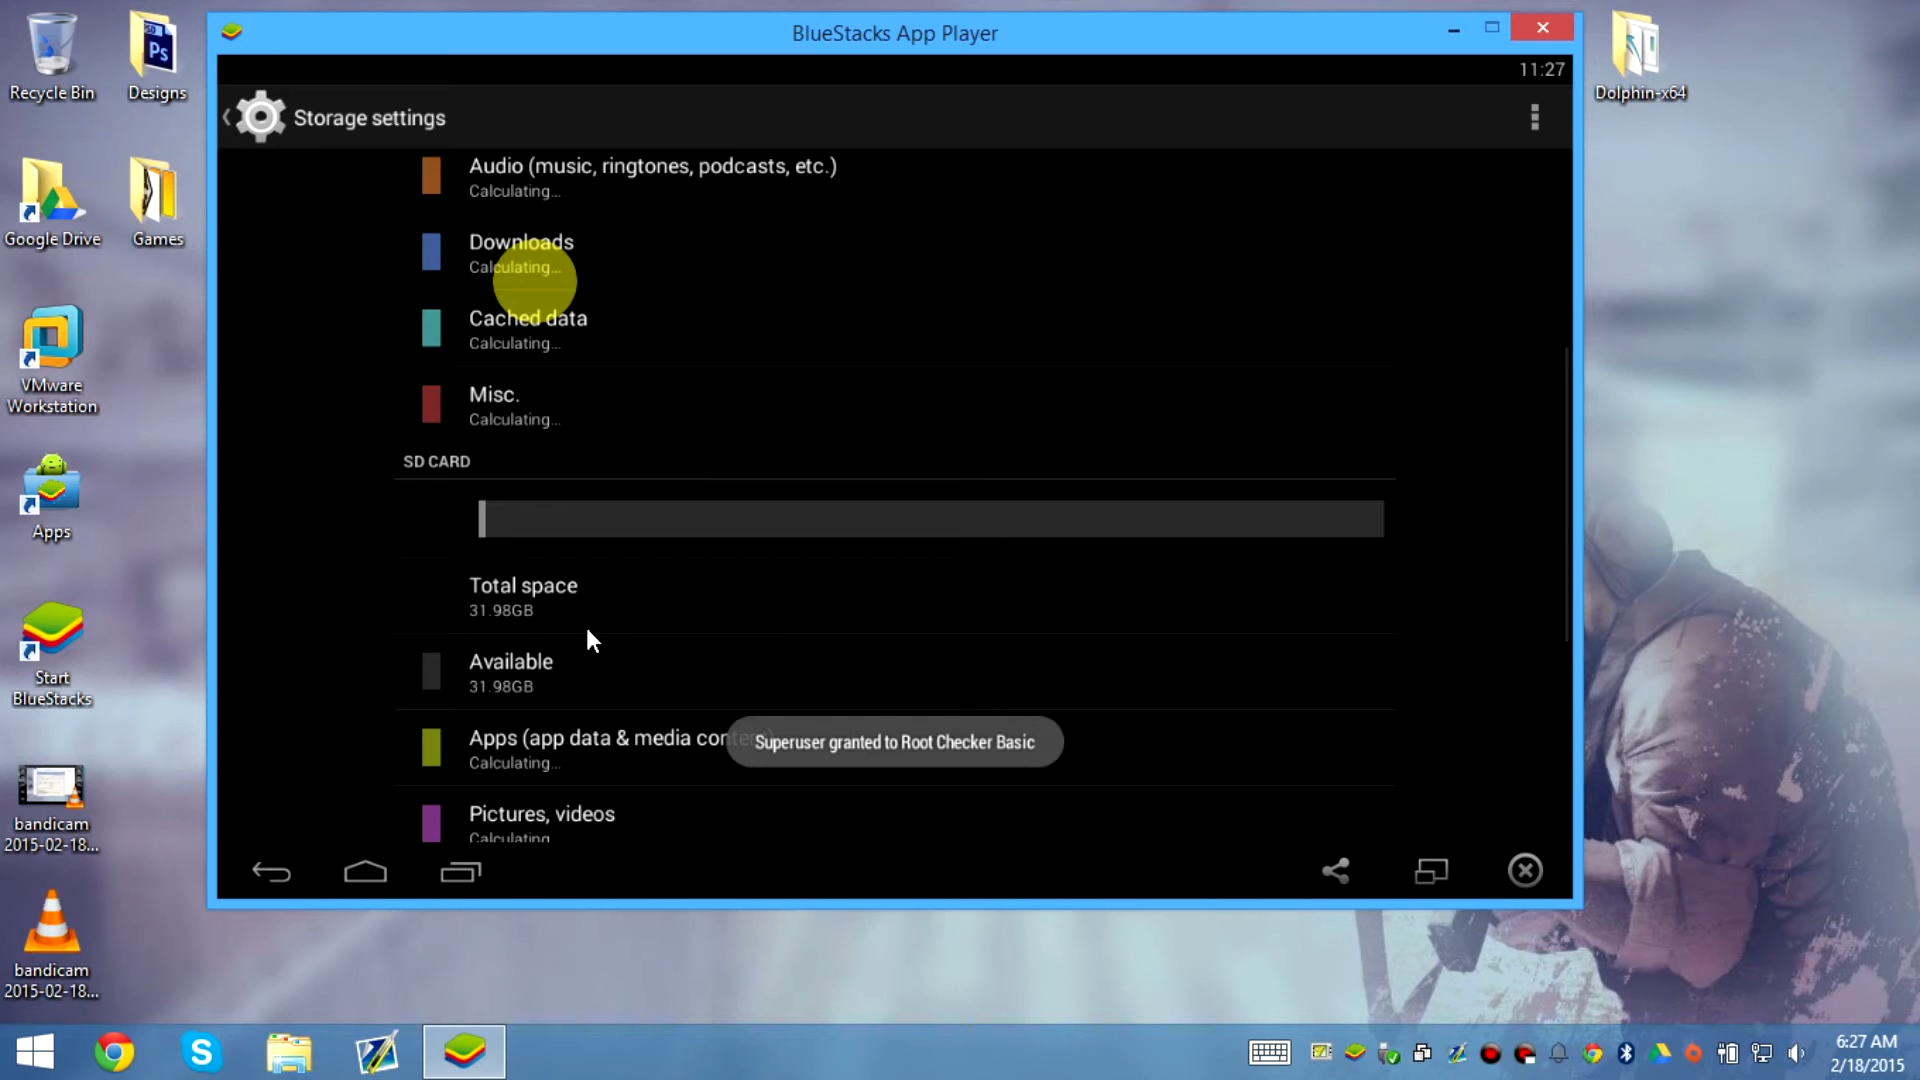 BlueStacks App Player
11:27
Storage settings
Audio (music, ringtones, podcasts, etc.)
Calculating...
Downloads
Calculating...
Cached data
Calculating...
Misc.
Calculating...
SD CARD
Total space
31.98GB
Available
31.98GB
Apps (app data & media content)
Calculating...
Superuser granted to Root Checker Basic
Pictures, videos
Calculating
Recycle Bin
Designs
Ps
Google Drive
Games
VMware
Workstation
Apps
Start
BlueStacks
bandicam
2015-02-18...
bandicam
2015-02-18...
Dolphin-x64
6:27 AM
2/18/2015